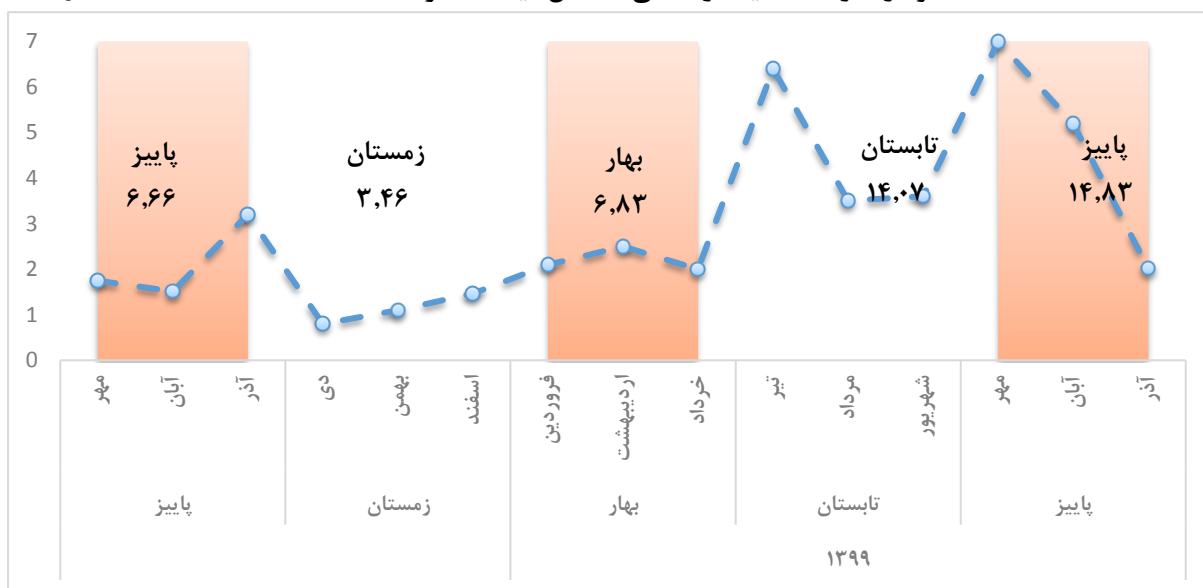 7
6
5
4
3
2
1
0
پاییز
۶,۶۶
زمستان
۳,۴۶
بهار
۶,۸۳
تابستان
۱۴,۰۷
پاییز
۱۴,۸۳
مهر
آبان
آذر
دی
بهمن
اسفند
فروردین
اردیبهشت
خرداد
تیر
مرداد
شهریور
مهر
آبان
آذر
پاییز
زمستان
بهار
تابستان
پاییز
۱۳۹۹